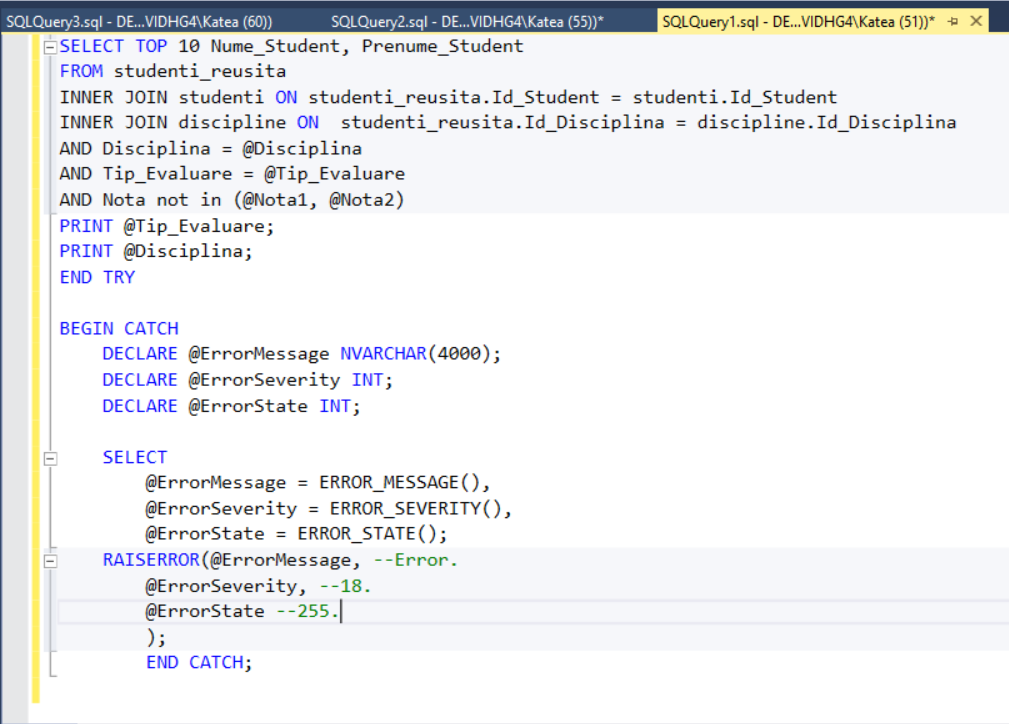 SQLQuery3.sql - DE...VIDHG4\Katea (60)) SQLQuery2.sql - DE...VIDHG4\Katea (55))* SQLQuery1.sql - DE...VIDHG4\Katea (51))*
SELECT TOP 10 Nume_Student, Prenume_Student
FROM studenti_reusita
INNER JOIN studenti ON studenti_reusita.Id_Student = studenti.Id_Student
INNER JOIN discipline ON  studenti_reusita.Id_Disciplina = discipline.Id_Disciplina
AND Disciplina = @Disciplina
AND Tip_Evaluare = @Tip_Evaluare
AND Nota not in (@Nota1, @Nota2)
PRINT @Tip_Evaluare;
PRINT @Disciplina;
END TRY
BEGIN CATCH
DECLARE @ErrorMessage NVARCHAR(4000);
DECLARE @ErrorSeverity INT;
DECLARE @ErrorState INT;
SELECT
@ErrorMessage = ERROR_MESSAGE(),
@ErrorSeverity = ERROR_SEVERITY(),
@ErrorState = ERROR_STATE();
RAISERROR(@ErrorMessage, --Error.
@ErrorSeverity, --18.
@ErrorState --255.
);
END CATCH;